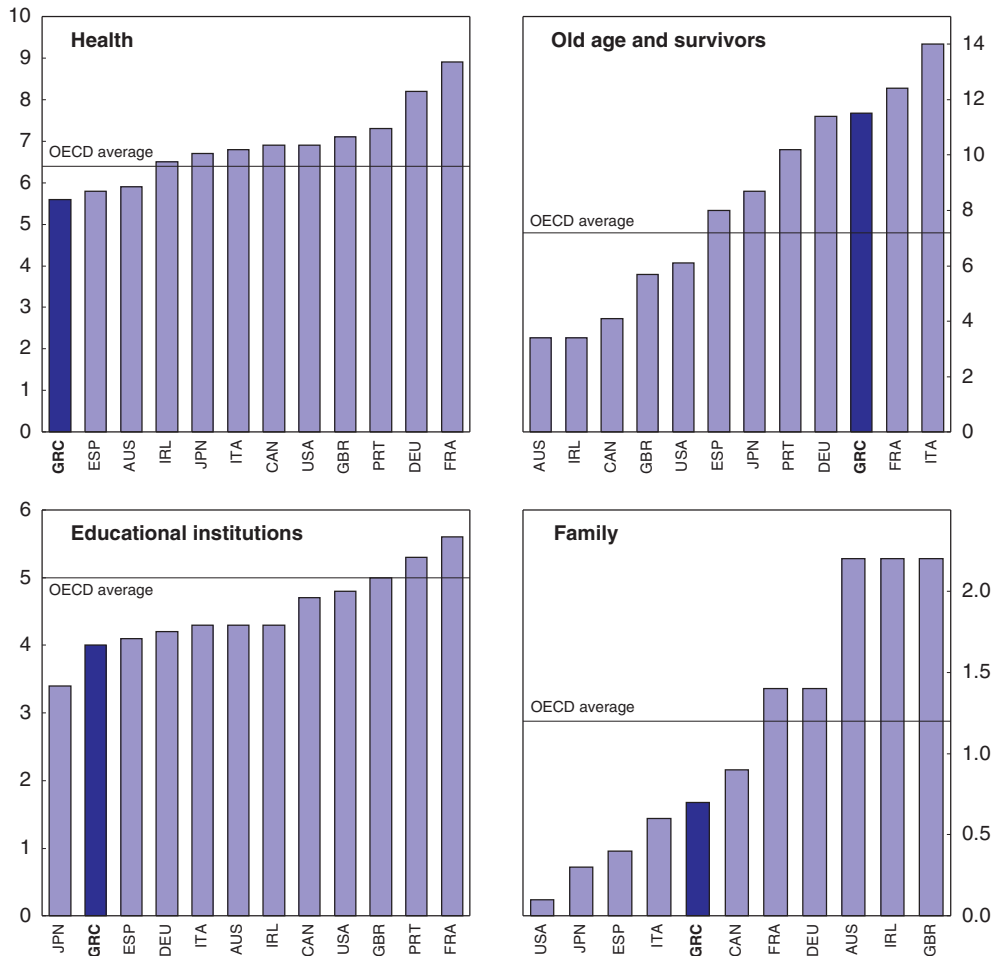 Health
10
9
8
7
6
5
4
3
2
1
0
OECD average
GRC ESP AUS IRL JPN ITA CAN USA GBR PRT DEU FRA
Old age and survivors
14
12
10
8
6
4
2
0
OECD average
AUS IRL CAN GBR USA ESP JPN PRT DEU GRC FRA ITA
Educational institutions
6
5
4
3
2
1
0
OECD average
JPN GRC ESP DEU ITA AUS IRL CAN USA GBR PRT FRA
Family
2.0
1.5
1.0
0.5
0.0
OECD average
USA JPN ESP ITA GRC CAN FRA DEU AUS IRL GBR